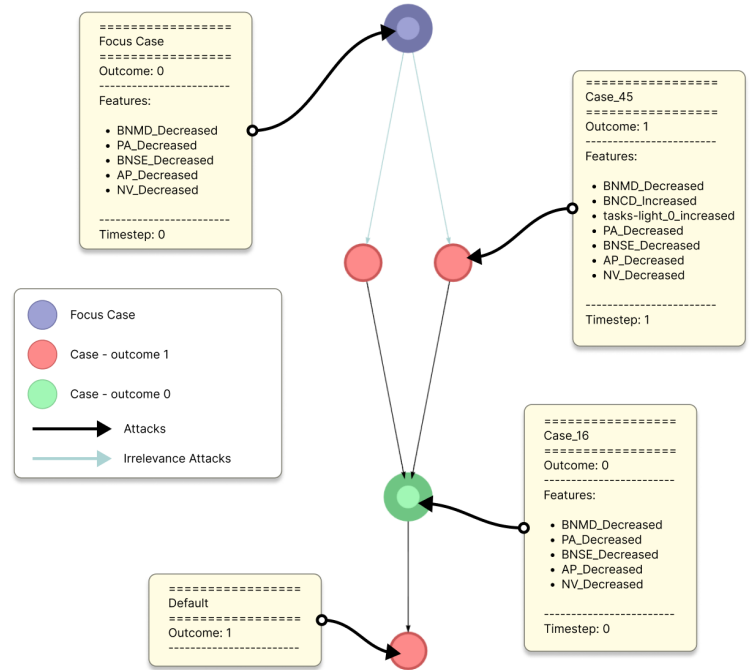 =================
Focus Case
=================
Outcome: 0
-----------------------
Features:
• BNMD_Decreased
• PA_Decreased
• BNSE_Decreased
• AP_Decreased
• NV_Decreased
-----------------------
Timestep: 0
=================
Case_45
=================
Outcome: 1
-----------------------
Features:
• BNMD_Decreased
• BNCD_Increased
• tasks-light_0_increased
• PA_Decreased
• BNSE_Decreased
• AP_Decreased
• NV_Decreased
-----------------------
Timestep: 1
Focus Case
Case - outcome 1
Case - outcome 0
Attacks
Irrelevance Attacks
=================
Case_16
=================
Outcome: 0
-----------------------
Features:
• BNMD_Decreased
• PA_Decreased
• BNSE_Decreased
• AP_Decreased
• NV_Decreased
-----------------------
Timestep: 0
=================
Default
=================
Outcome: 1
-----------------------